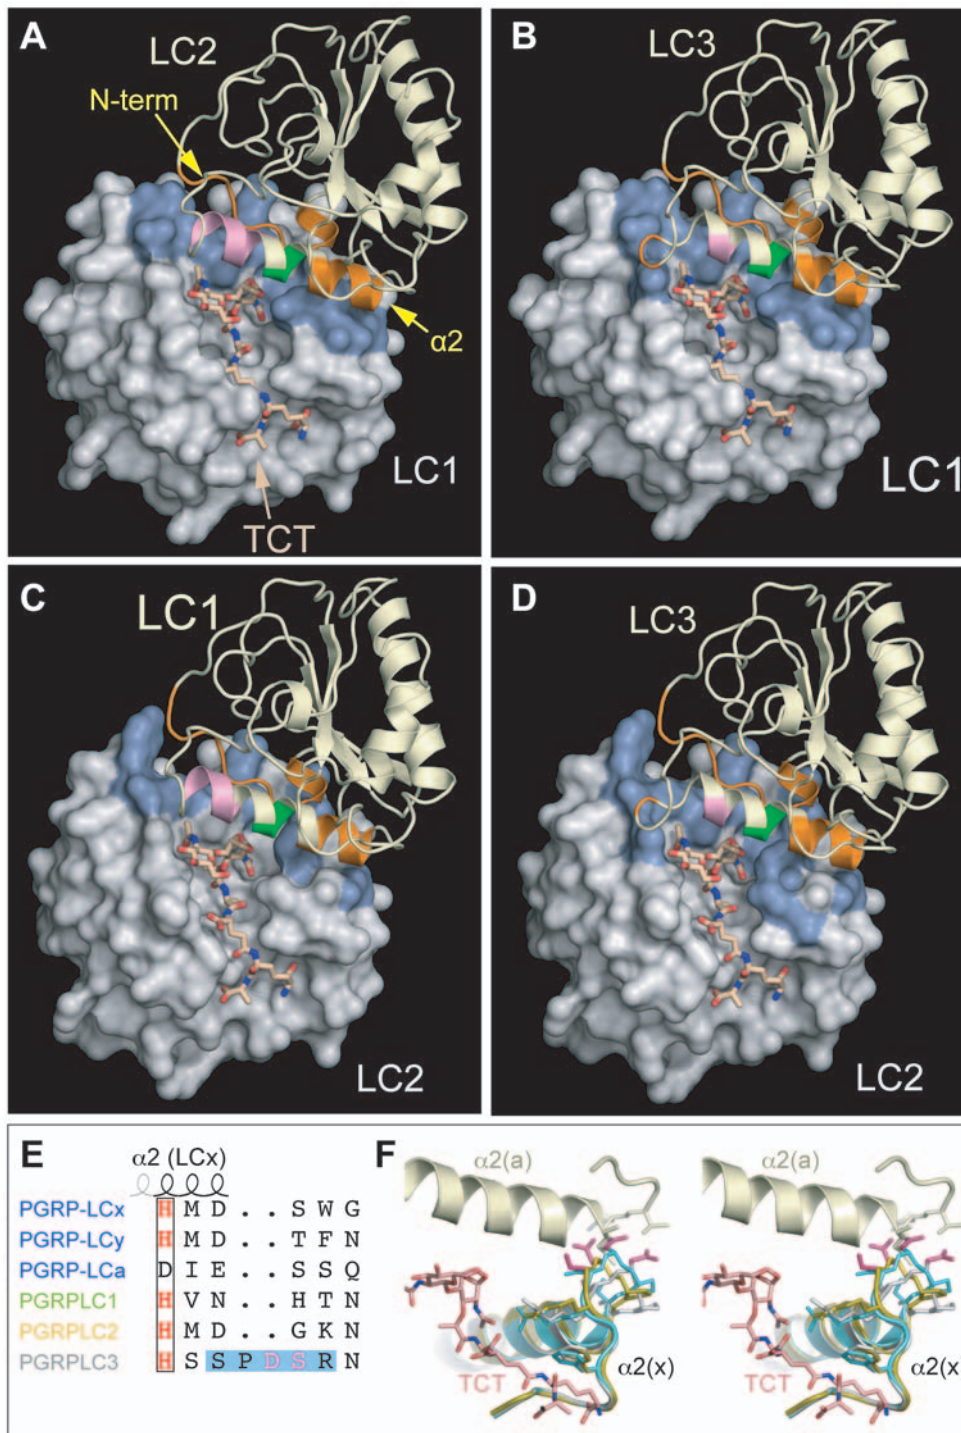 A
LC2
N-term
α2
LC1
TCT
B
LC3
LC1
C
LC1
LC2
D
LC3
LC2
E
α2 (LCx)
PGRP-LCx H M D . . S W G
PGRP-LCy H M D . . T F N
PGRP-LCa D I E . . S S Q
PGRPLC1 H V N . . H T N
PGRPLC2 H M D . . G K N
PGRPLC3 H S S P D S R N
F
α2(a)
α2(a)
TCT
α2(x)
TCT
α2(x)